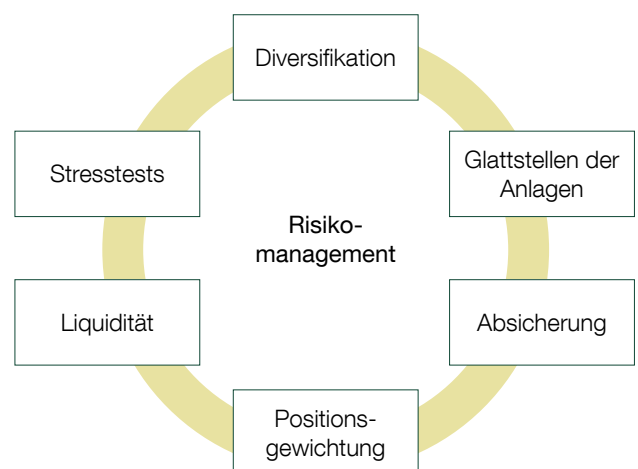 Diversifikation
Stresstests
Glattstellen der
Anlagen
Risiko-
management
Liquidität
Absicherung
Positions-
gewichtung